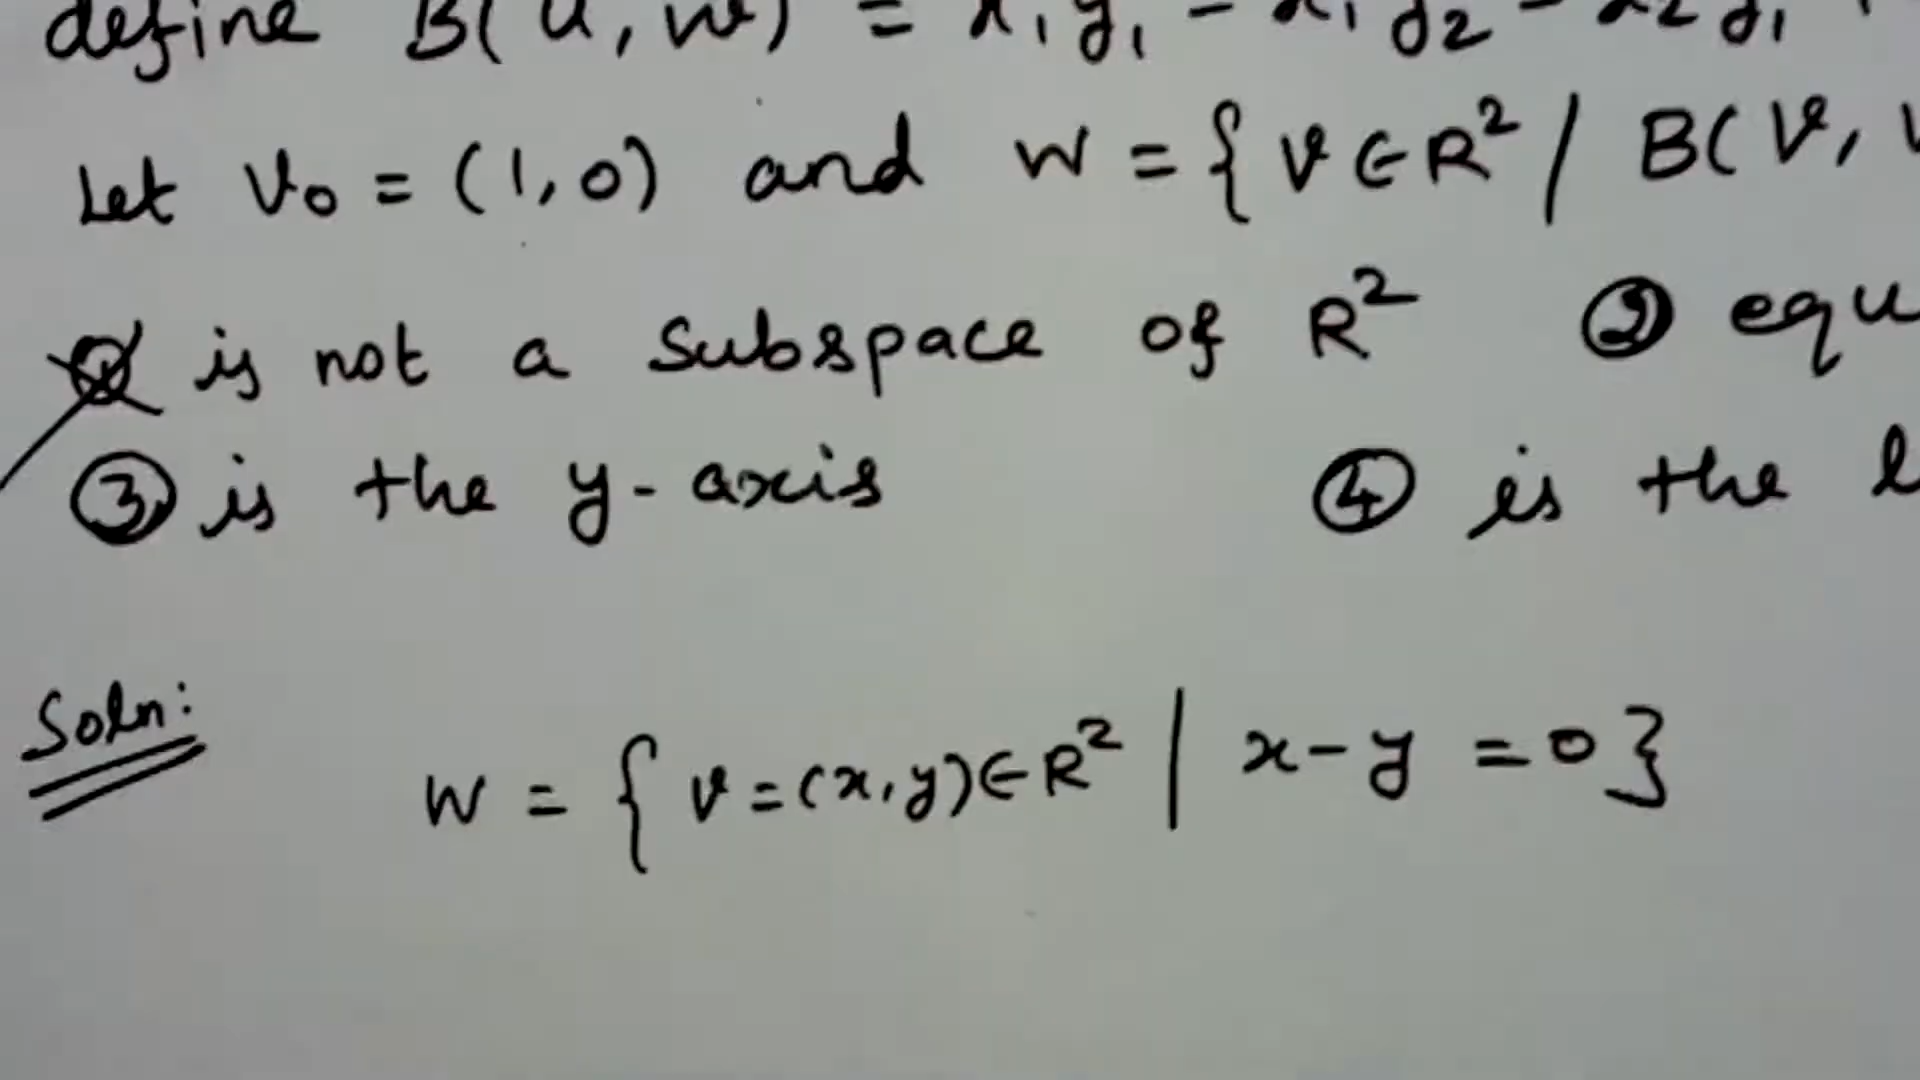 define B(u, w) = x₁y₁ - x₁y₂ - x₂y₁
Let v₀ = (1,0) and W = { v ∈ R² / B(v,
① is not a subspace of R² ②
③ is the y-axis ④ is the
Soln:
W = { v = (x,y) ∈ R² | x - y = 0 }